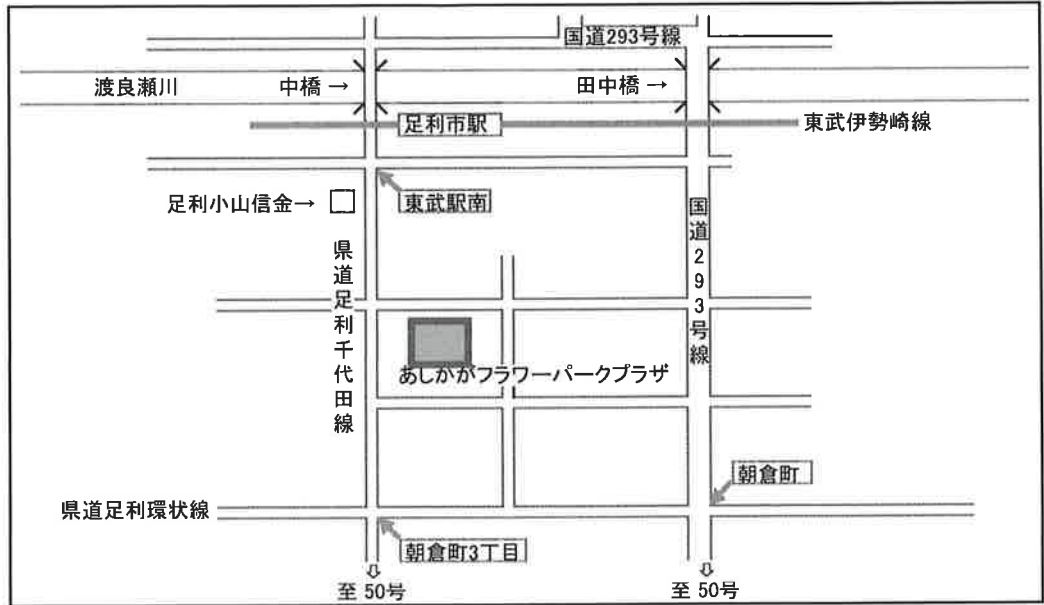 国道293号線
渡良瀬川
中橋→
田中橋→
足利市駅
東武伊勢崎線
足利小山信金→
東武駅南
県道足利千代田線
国道293号線
あしかがフラワーパークプラザ
朝倉町
県道足利環状線
朝倉町3丁目
至 50号
至 50号